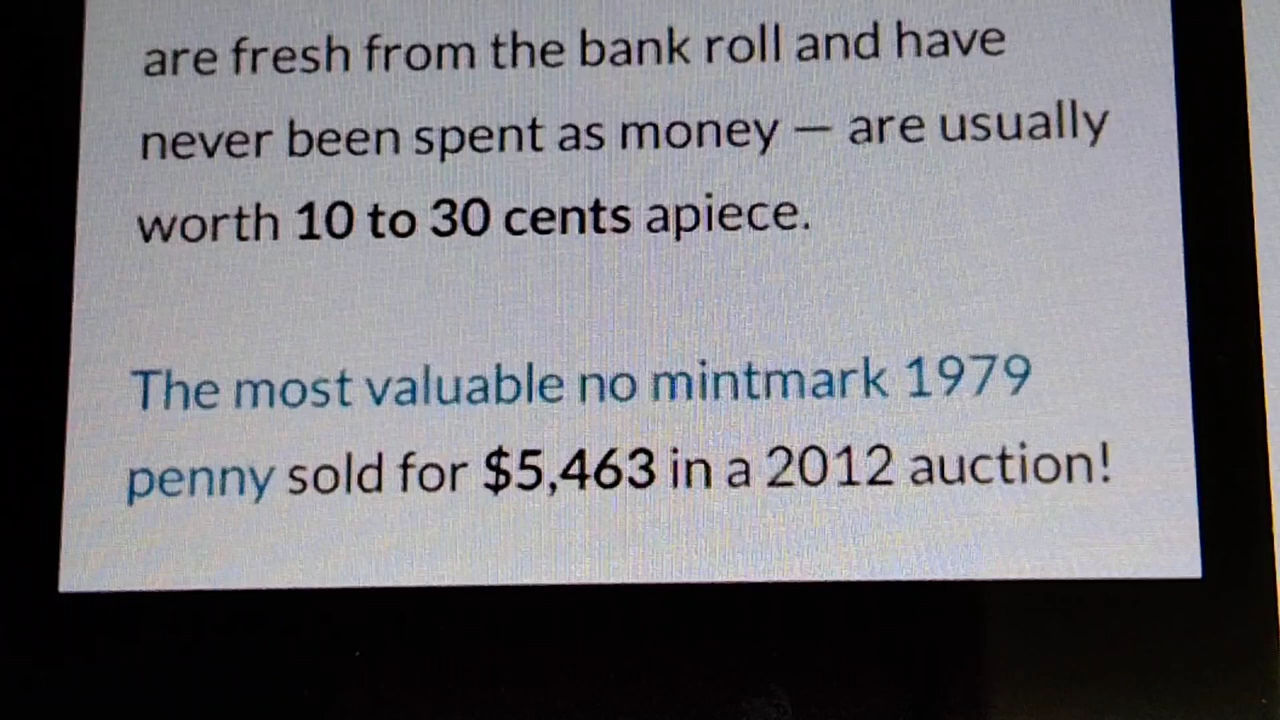 are fresh from the bank roll and have
never been spent as money — are usually
worth 10 to 30 cents apiece.
The most valuable no mintmark 1979
penny sold for $5,463 in a 2012 auction!